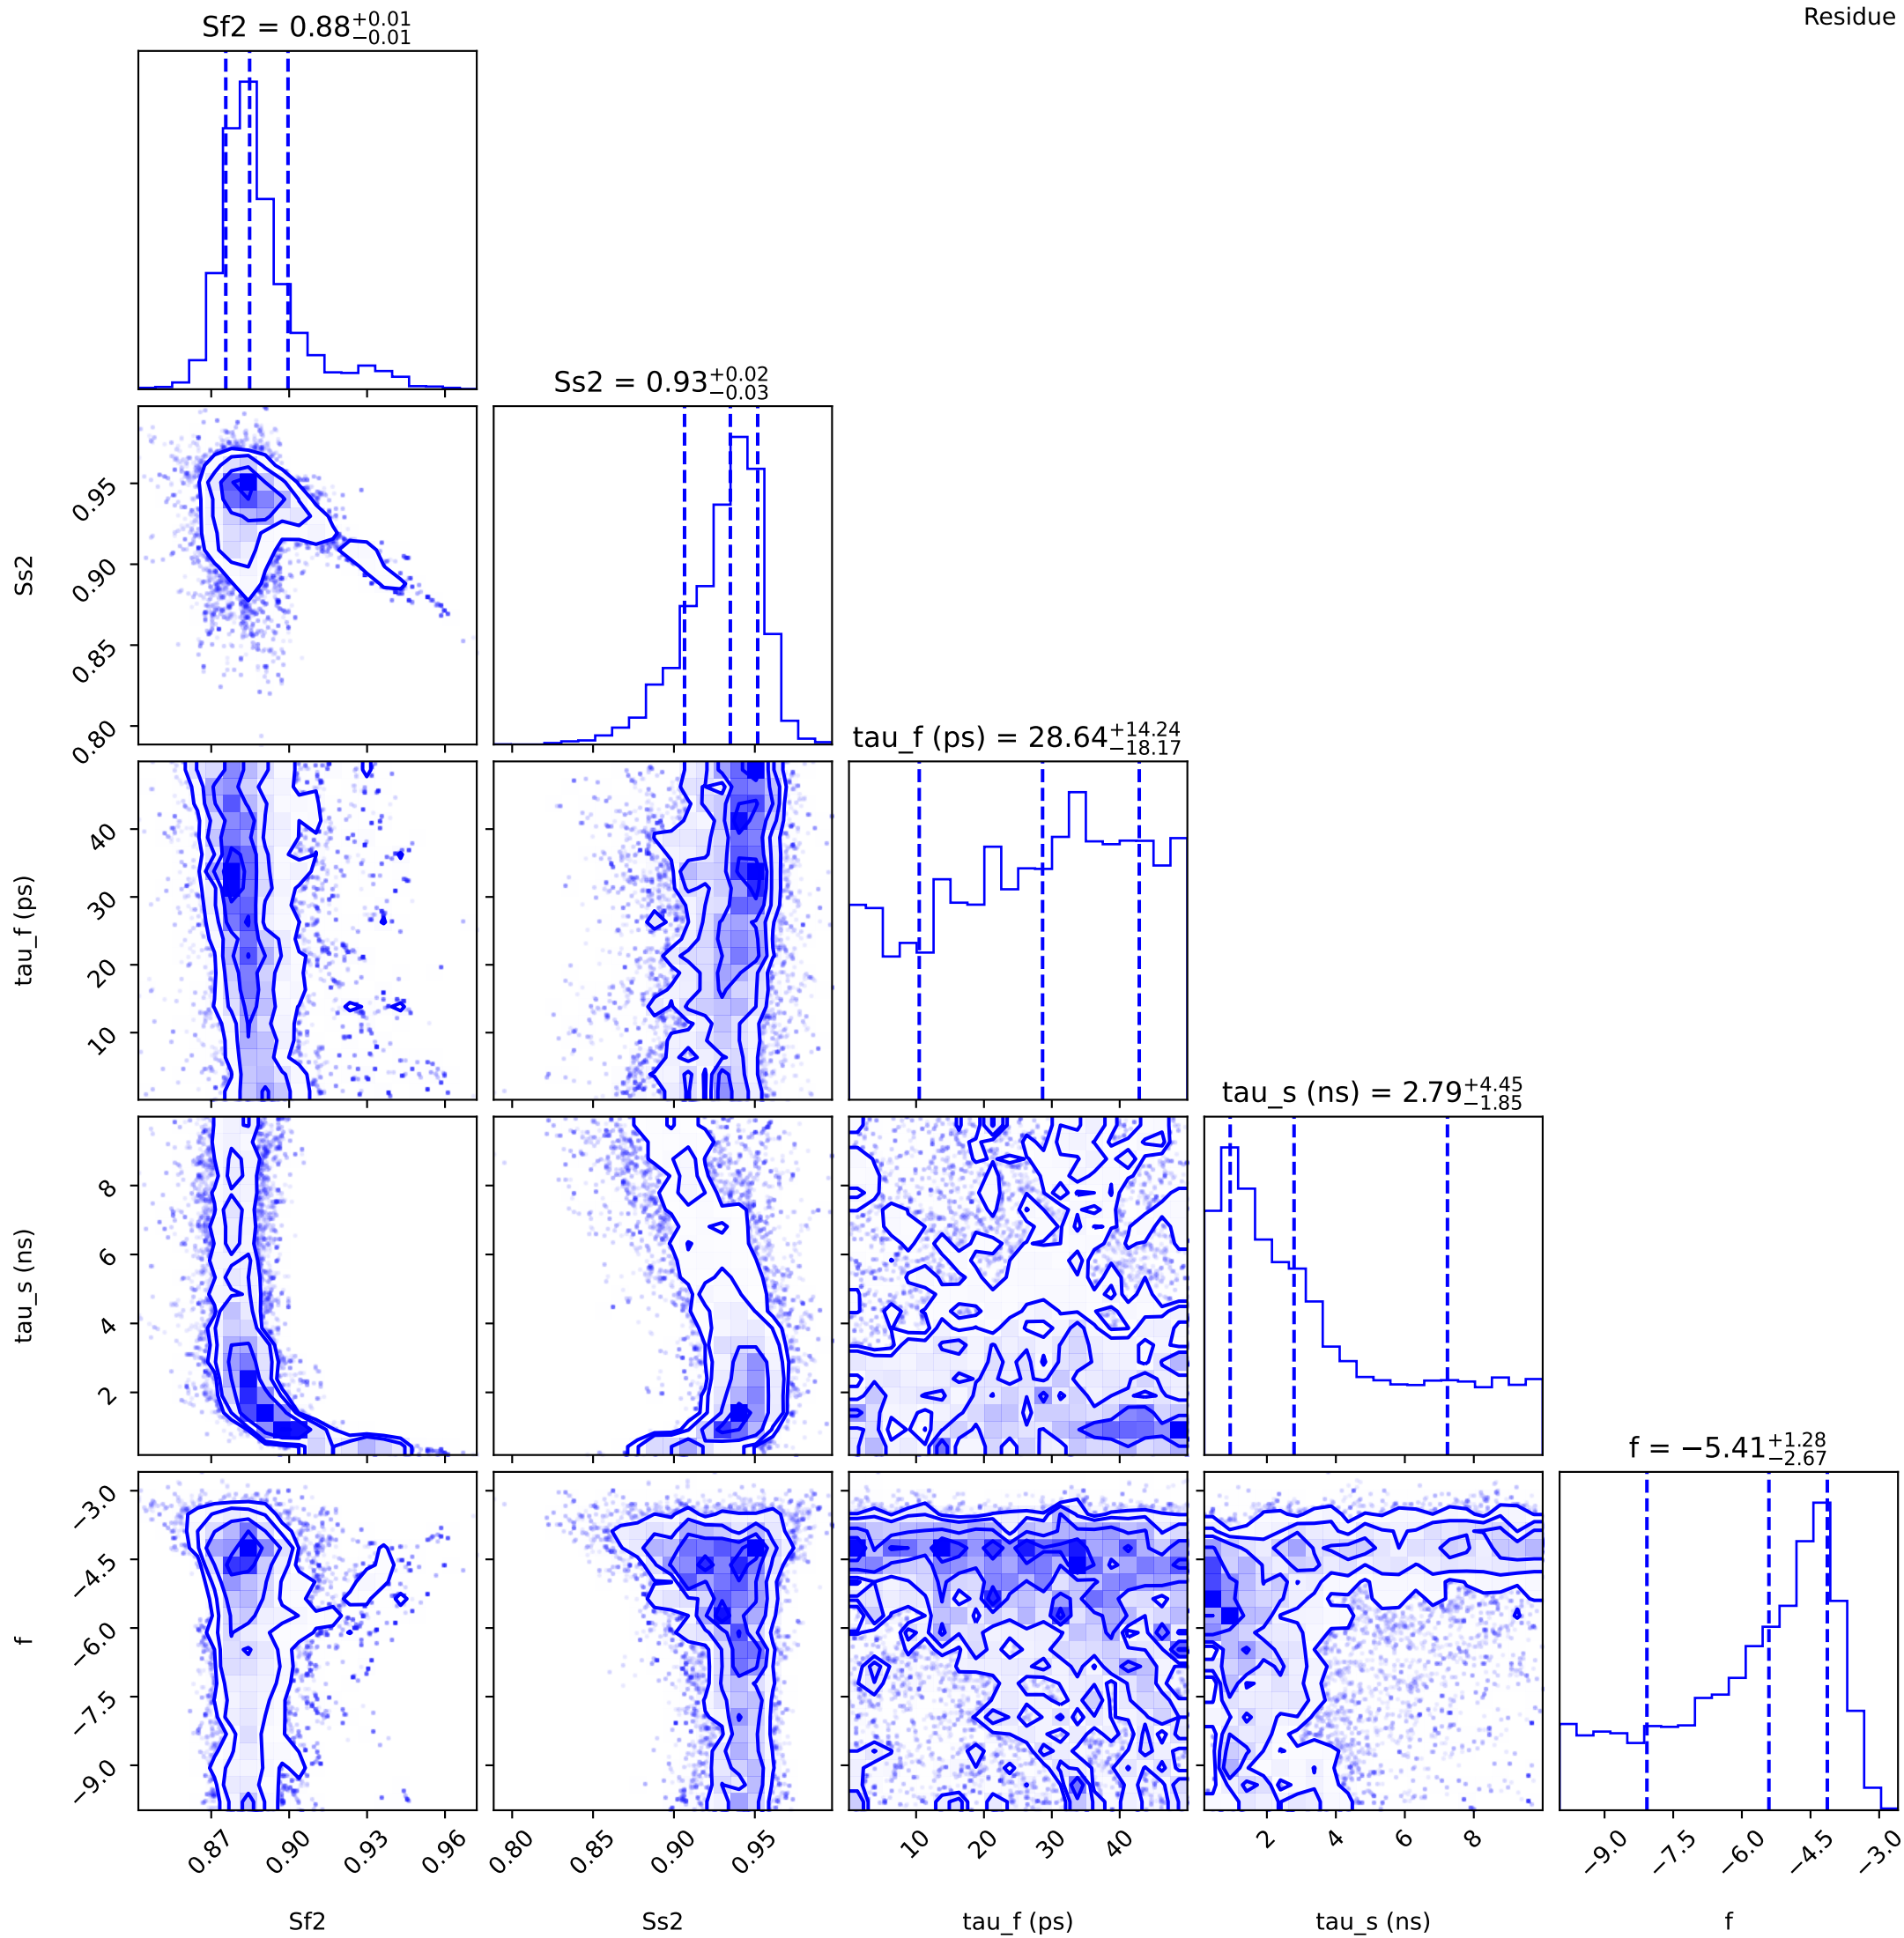 Residue
Sf2 = 0.88 +0.01 −0.01
Ss2 = 0.93 +0.02 −0.03
0.95
0.90
0.85
0.80
Ss2
tau_f (ps) = 28.64 +14.24 −18.17
40
30
20
10
tau_f (ps)
tau_s (ns) = 2.79 +4.45 −1.85
8
6
4
2
tau_s (ns)
f = −5.41 +1.28 −2.67
−3.0
−4.5
−6.0
−7.5
−9.0
f
0.87 0.90 0.93 0.96 0.80 0.85 0.90 0.95 10 20 30 40 2 4 6 8 −9.0 −7.5 −6.0 −4.5 −3.0
Sf2 Ss2 tau_f (ps) tau_s (ns) f